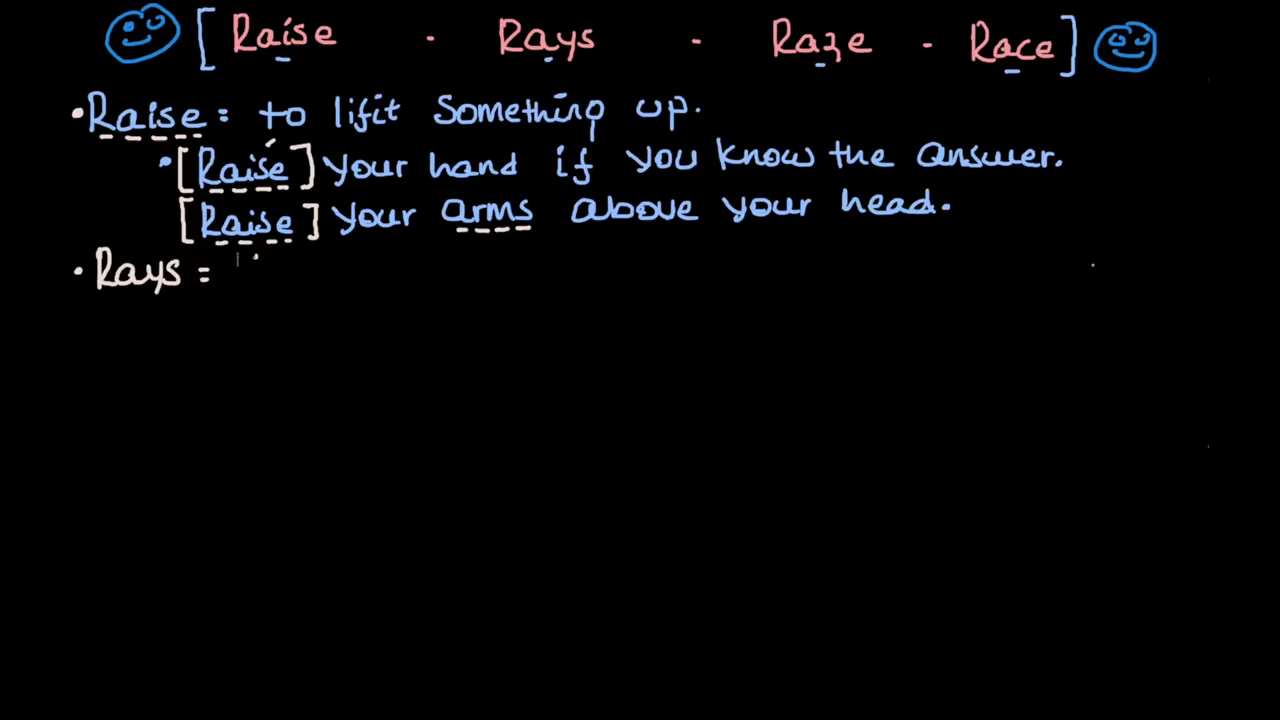 [Raise · Rays · Raze · Race]
• Raise = to lifit something up.
• [Raise] your hand if you know the answer.
[Raise] your arms above your head.
• Rays =